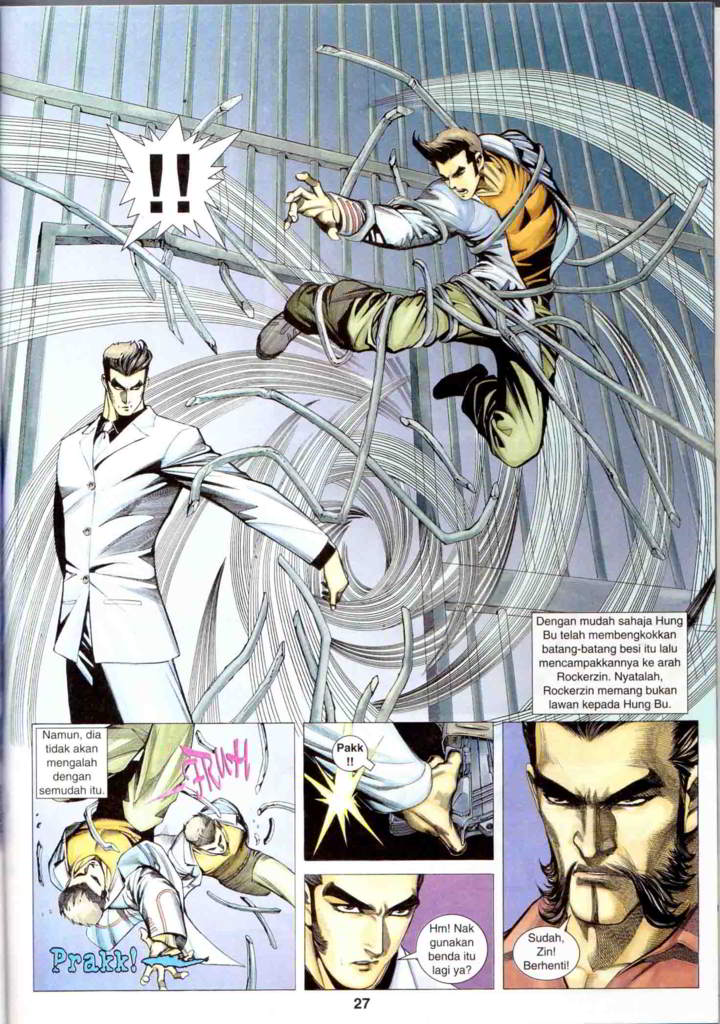 !!
Dengan mudah sahaja Hung
Bu telah membengkokkan
batang-batang besi itu lalu
mencampakkannya ke arah
Rockerzin. Nyatalah,
Rockerzin memang bukan
lawan kepada Hung Bu.
Namun, dia
tidak akan
mengalah
dengan
semudah itu.
FRUH
Prakk!
Pakk
!!
Hm! Nak
gunakan
benda itu
lagi ya?
Sudah,
Zin!
Berhenti!
27